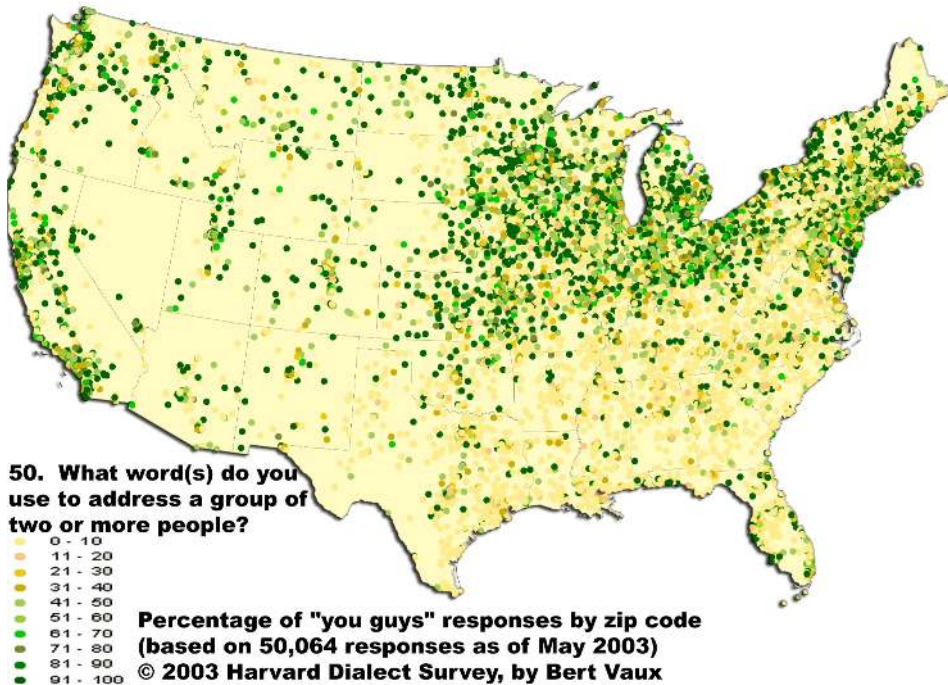 50. What word(s) do you
use to address a group of
two or more people?
0 - 10
11 - 20
21 - 30
31 - 40
41 - 50
51 - 60
61 - 70
71 - 80
81 - 90
91 - 100
Percentage of "you guys" responses by zip code
(based on 50,064 responses as of May 2003)
© 2003 Harvard Dialect Survey, by Bert Vaux